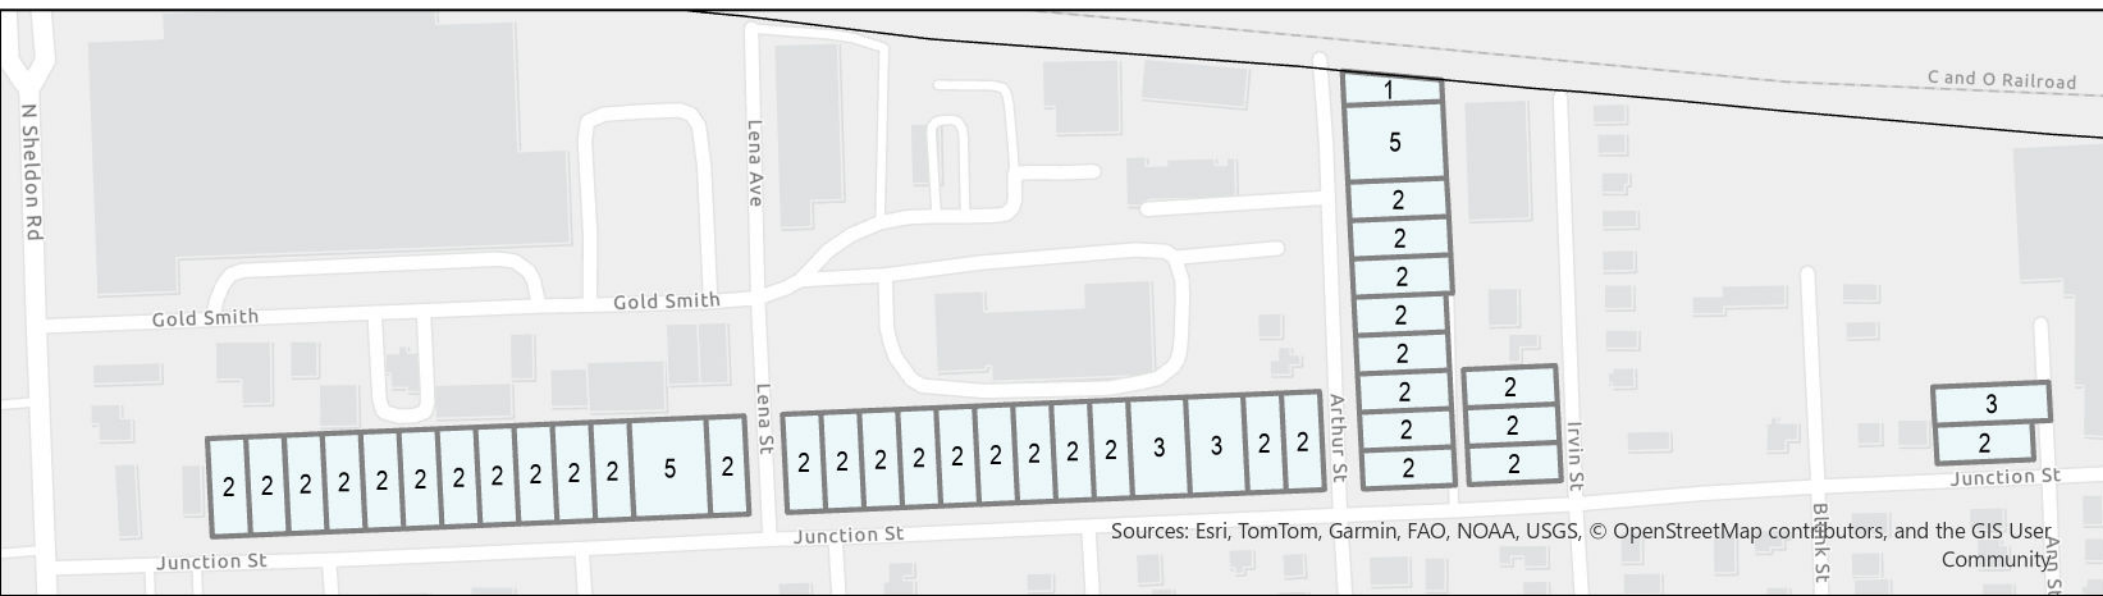 C and O Railroad
N Sheldon Rd
Lena Ave
1
5
2
2
2
2
2
2
2
2
Gold Smith
Gold Smith
Lena St
Arthur St
Irvin St
2
2
2
3
2
2 2 2 2 2 2 2 2 2 2 2 5 2
2 2 2 2 2 2 2 2 2 3 3 2 2
Junction St
Junction St
Junction St
Sources: Esri, TomTom, Garmin, FAO, NOAA, USGS, © OpenStreetMap contributors, and the GIS User
Community
Ann St